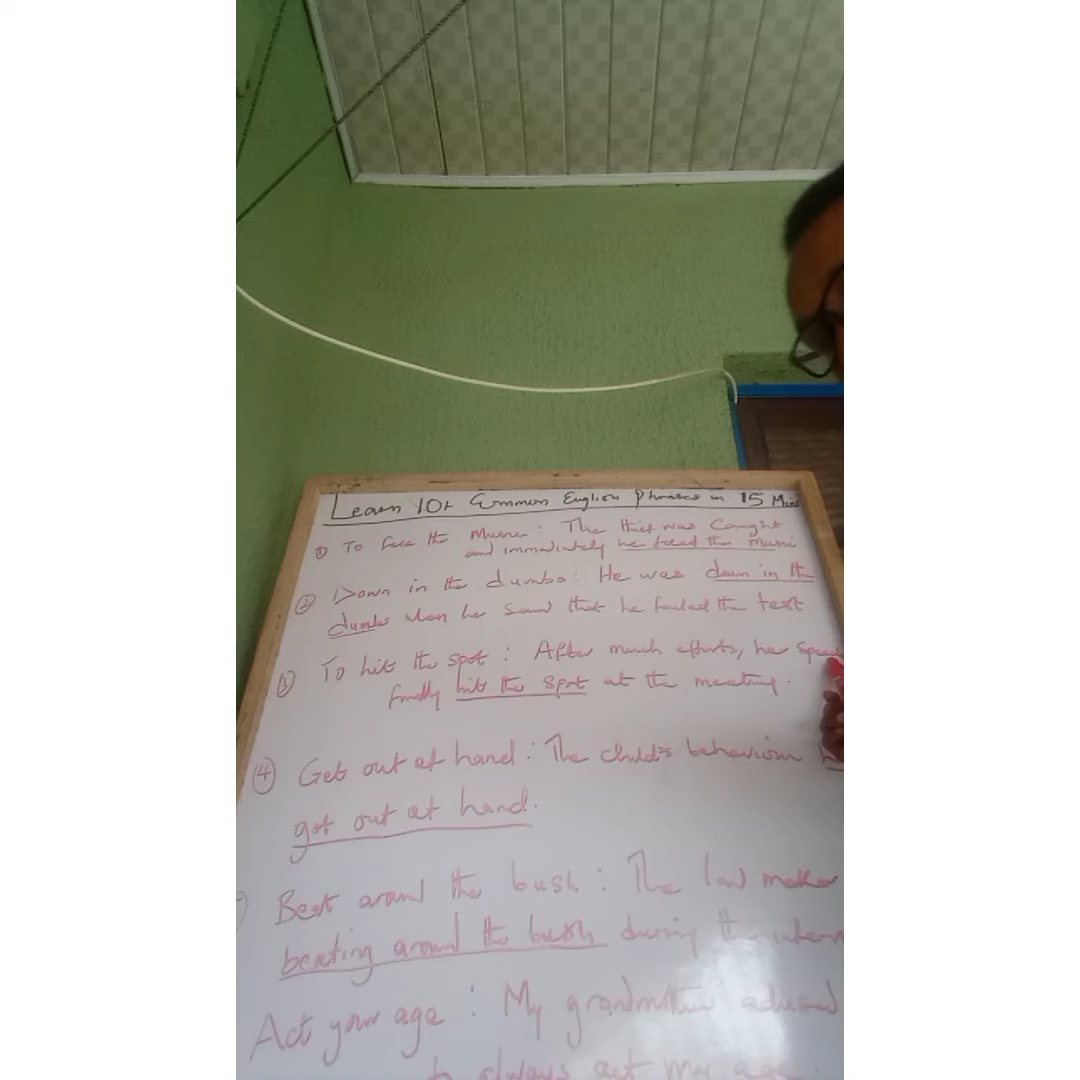 Learn 10+ Common English Phrases in 15 Mins
① To face the Music: The thief was caught
and immediately he faced the music
② Down in the dumbs: He was down in the
dumbs when he saw that he failed the test
③ To hit the spot: After much efforts, her speech
finally hit the spot at the meeting.
④ Get out of hand: The child's behaviour
got out of hand.
Beat around the bush: The law maker
beating around the bush during the
Act your age: My grandmother advised
to always act my age.